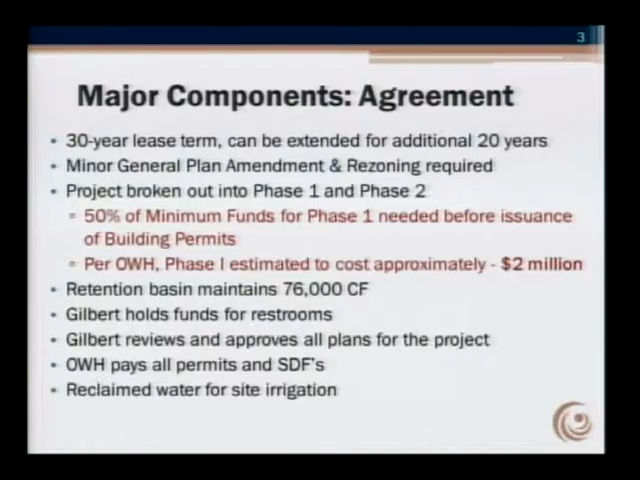 3
Major Components: Agreement
• 30-year lease term, can be extended for additional 20 years
• Minor General Plan Amendment & Rezoning required
• Project broken out into Phase 1 and Phase 2
▫ 50% of Minimum Funds for Phase 1 needed before issuance
of Building Permits
▫ Per OWH, Phase I estimated to cost approximately - $2 million
• Retention basin maintains 76,000 CF
• Gilbert holds funds for restrooms
• Gilbert reviews and approves all plans for the project
• OWH pays all permits and SDF's
• Reclaimed water for site irrigation